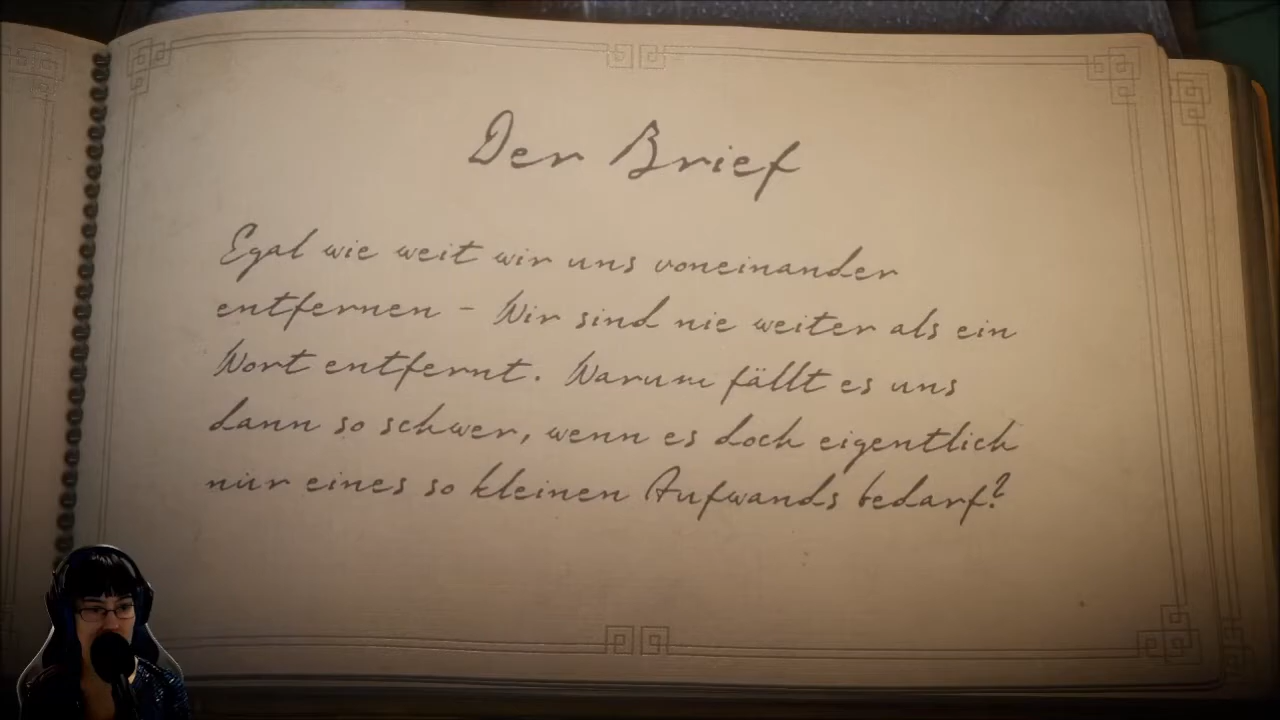 Der Brief
Egal wie weit wir uns voneinander
entfernen - Wir sind nie weiter als ein
Wort entfernt. Warum fällt es uns
dann so schwer, wenn es doch eigentlich
nur eines so kleinen Aufwands bedarf?